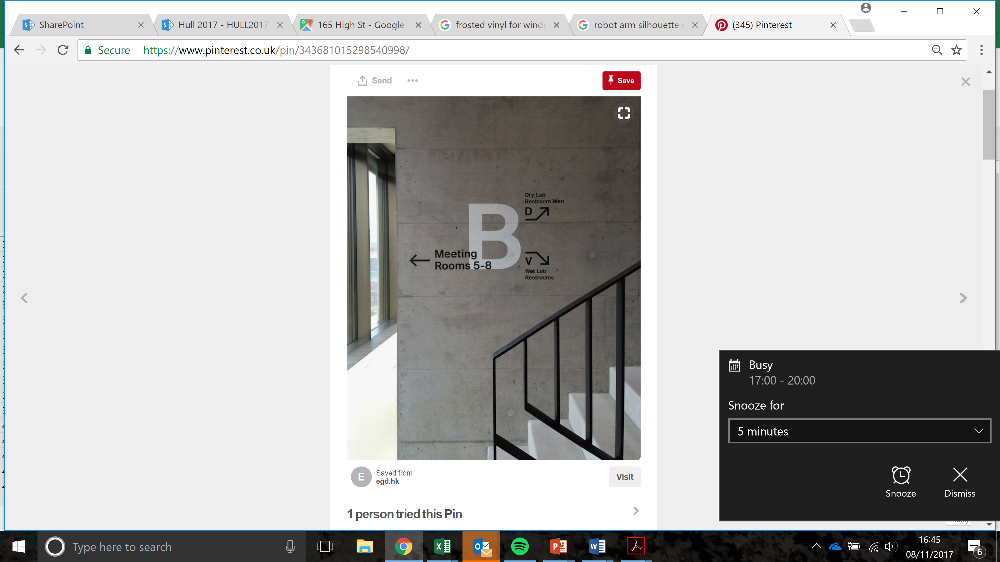 SharePoint
Hull 2017 - HULL2017
165 High St - Google
frosted vinyl for windo
robot arm silhouette v
(345) Pinterest
Secure
https://www.pinterest.co.uk/pin/343681015298540998/
Send
Save
Dry Lab
Restroom Men
D
B
Meeting
Rooms 5-8
V
Wet Lab
Restrooms
E
Saved from
egd.hk
Visit
1 person tried this Pin
Busy
17:00 - 20:00
Snooze for
5 minutes
Snooze
Dismiss
Type here to search
16:45
08/11/2017
6